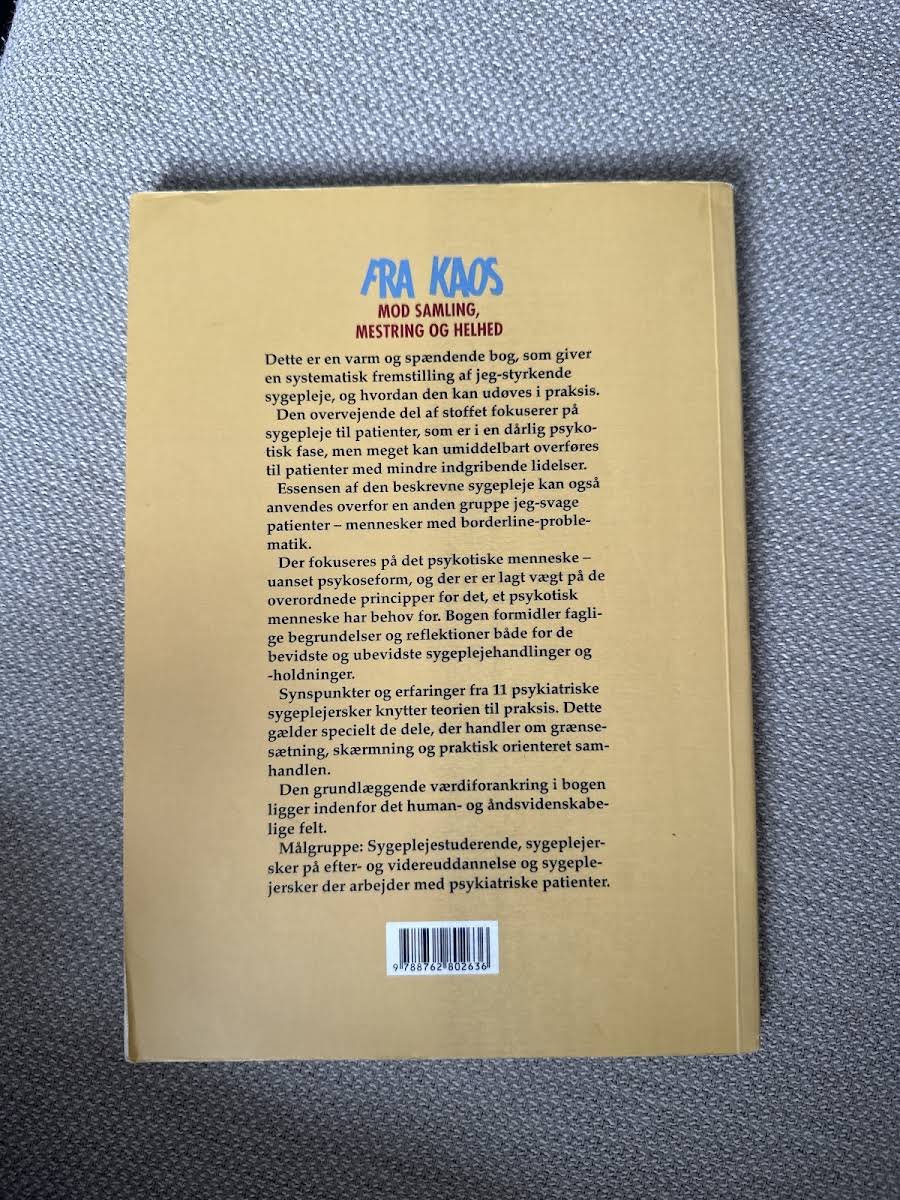 FRA KAOS
MOD SAMLING,
MESTRING OG HELHED
Dette er en varm og spændende bog, som giver
en systematisk fremstilling af jeg-styrkende
sygepleje, og hvordan den kan udøves i praksis.
Den overvejende del af stoffet fokuserer på
sygepleje til patienter, som er i en dårlig psyko-
tisk fase, men meget kan umiddelbart overføres
til patienter med mindre indgribende lidelser.
Essensen af den beskrevne sygepleje kan også
anvendes overfor en anden gruppe jeg-svage
patienter – mennesker med borderline-proble-
matik.
Der fokuseres på det psykotiske menneske –
uanset psykoseform, og der er er lagt vægt på de
overordnede principper for det, et psykotisk
menneske har behov for. Bogen formidler fagli-
ge begrundelser og reflektioner både for de
bevidste og ubevidste sygeplejehandlinger og
-holdninger.
Synspunkter og erfaringer fra 11 psykiatriske
sygeplejersker knytter teorien til praksis. Dette
gælder specielt de dele, der handler om grænse-
sætning, skærmning og praktisk orienteret sam-
handlen.
Den grundlæggende værdiforankring i bogen
ligger indenfor det human- og åndsvidenskabe-
lige felt.
Målgruppe: Sygeplejestuderende, sygeplejer-
sker på efter- og videreuddannelse og sygeple-
jersker der arbejder med psykiatriske patienter.
9 788762 802636